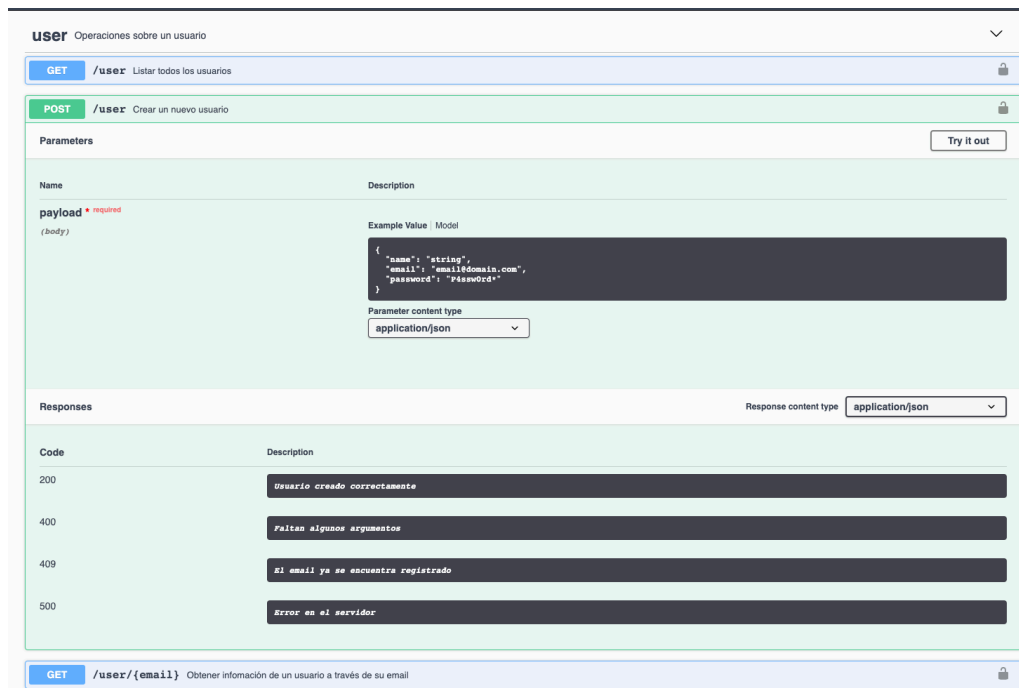 user Operaciones sobre un usuario
GET /user Listar todos los usuarios
POST /user Crear un nuevo usuario
Parameters
Try it out
Name Description
payload * required
(body)
Example Value | Model
{
"name": "string",
"email": "email@domain.com",
"password": "P4ssw0rd*"
}
Parameter content type
application/json
Responses
Response content type application/json
Code Description
200 Usuario creado correctamente
400 Faltan algunos argumentos
409 El email ya se encuentra registrado
500 Error en el servidor
GET /user/{email} Obtener infomación de un usuario a través de su email